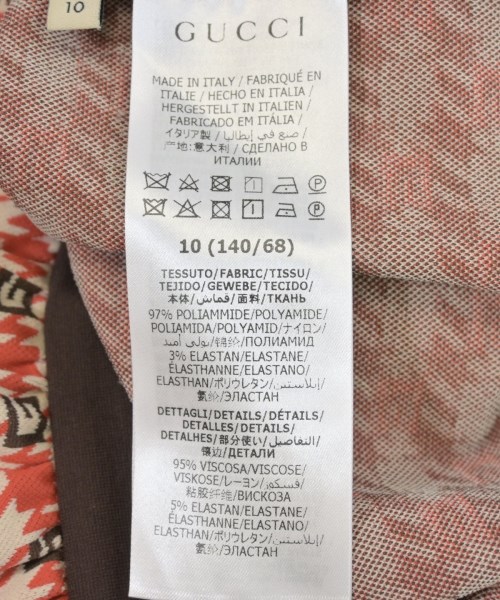 10
GUCCI
MADE IN ITALY / FABRIQUÉ EN
ITALIE / HECHO EN ITALIA /
HERGESTELLT IN ITALIEN /
FABRICADO EM ITÁLIA /
イタリア製 / صنع في إيطاليا /
产地:意大利 / СДЕЛАНО В
ИТАЛИИ
10 (140/68)
TESSUTO/FABRIC/TISSU/
TEJIDO/GEWEBE/TECIDO/
本体/قماش/面料/ТКАНЬ
97% POLIAMMIDE/POLYAMIDE/
POLIAMIDA/POLYAMID/ナイロン/
بولي أميد/锦纶/ПОЛИАМИД
3% ELASTAN/ELASTANE/
ÉLASTHANNE/ELASTANO/
ELASTHAN/ポリウレタン/إيلاستين/
氨纶/ЭЛАСТАН
DETTAGLI/DETAILS/DÉTAILS/
DETALLES/DETAILS/
DETALHES/部分使い/التفاصيل/
镶边/ДЕТАЛИ
95% VISCOSA/VISCOSE/
VISKOSE/レーヨン/فسكوز/
粘胶纤维/ВИСКОЗА
5% ELASTAN/ELASTANE/
ÉLASTHANNE/ELASTANO/
ELASTHAN/ポリウレタン/إيلاستين/
氨纶/ЭЛАСТАН